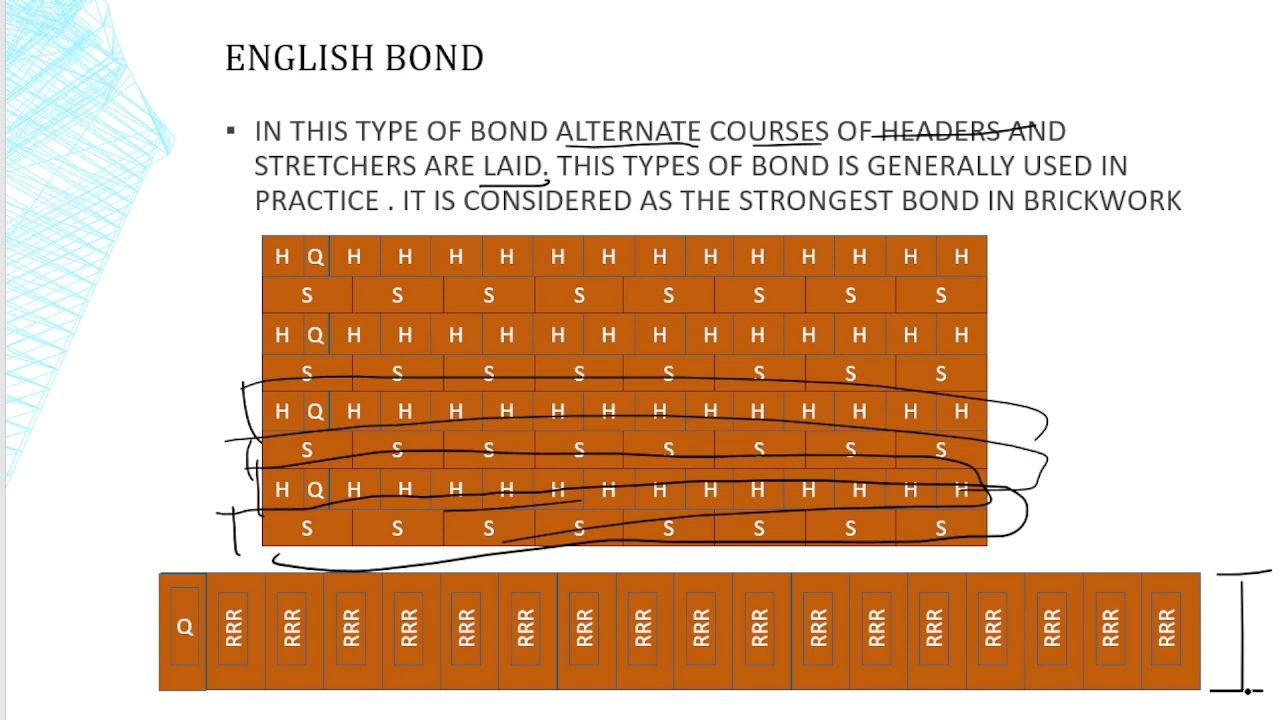 ENGLISH BOND
▪ IN THIS TYPE OF BOND ALTERNATE COURSES OF HEADERS AND
STRETCHERS ARE LAID. THIS TYPES OF BOND IS GENERALLY USED IN
PRACTICE . IT IS CONSIDERED AS THE STRONGEST BOND IN BRICKWORK
H Q H H H H H H H H H H H H H
S S S S S S S S
H Q H H H H H H H H H H H H H
S S S S S S S S
H Q H H H H H H H H H H H H H
S S S S S S S S
H Q H H H H H H H H H H H H H
S S S S S S S S
Q RRR RRR RRR RRR RRR RRR RRR RRR RRR RRR RRR RRR RRR RRR RRR RRR RRR